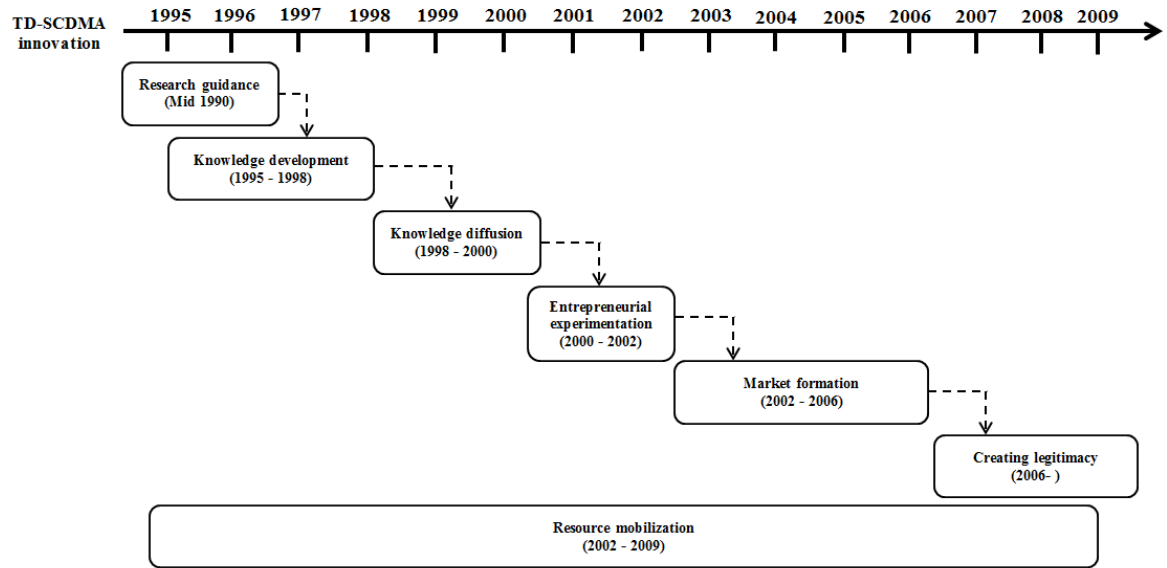 TD-SCDMA
innovation
1995 1996 1997 1998 1999 2000 2001 2002 2003 2004 2005 2006 2007 2008 2009
Research guidance
(Mid 1990)
Knowledge development
(1995 - 1998)
Knowledge diffusion
(1998 - 2000)
Entrepreneurial
experimentation
(2000 - 2002)
Market formation
(2002 - 2006)
Creating legitimacy
(2006- )
Resource mobilization
(2002 - 2009)